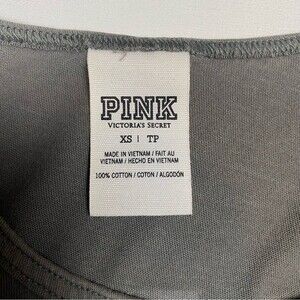 PINK
VICTORIA'S SECRET
XS | TP
MADE IN VIETNAM / FAIT AU
VIETNAM / HECHO EN VIETNAM
100% COTTON / COTON / ALGODÓN